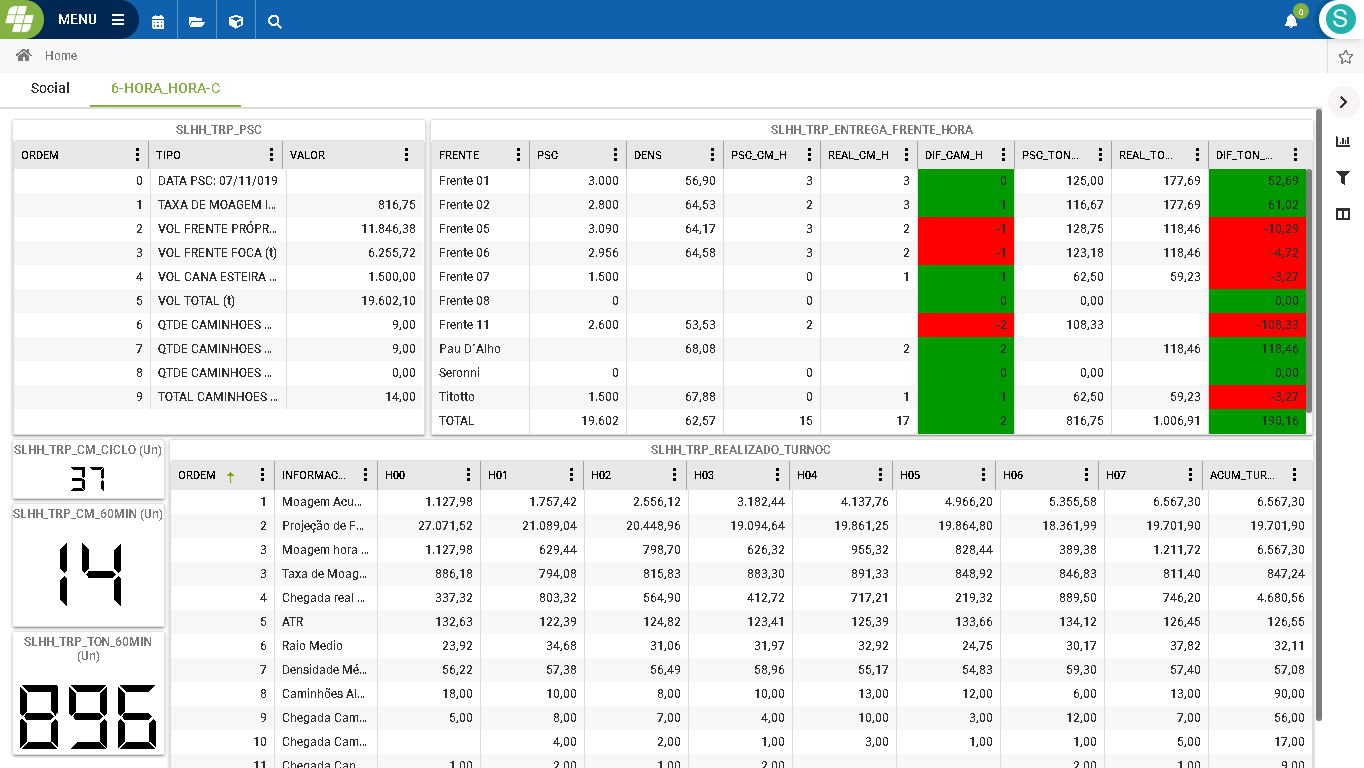 MENU
0
S
Home
Social 6-HORA_HORA-C
SLHH_TRP_PSC
ORDEM TIPO VALOR
0 DATA PSC: 07/11/019
1 TAXA DE MOAGEM I... 816,75
2 VOL FRENTE PRÓPR... 11.846,38
3 VOL FRENTE FOCA (t) 6.255,72
4 VOL CANA ESTEIRA ... 1.500,00
5 VOL TOTAL (t) 19.602,10
6 QTDE CAMINHOES ... 9,00
7 QTDE CAMINHOES ... 9,00
8 QTDE CAMINHOES ... 0,00
9 TOTAL CAMINHOES ... 14,00
SLHH_TRP_ENTREGA_FRENTE_HORA
FRENTE PSC DENS PSC_CM_H REAL_CM_H DIF_CAM_H PSC_TON... REAL_TO... DIF_TON_...
Frente 01 3.000 56,90 3 3 0 125,00 177,69 52,69
Frente 02 2.800 64,53 2 3 1 116,67 177,69 61,02
Frente 05 3.090 64,17 3 2 -1 128,75 118,46 -10,29
Frente 06 2.956 64,58 3 2 -1 123,18 118,46 -4,72
Frente 07 1.500 0 1 1 62,50 59,23 -3,27
Frente 08 0 0 0 0,00 0,00
Frente 11 2.600 53,53 2 -2 108,33 -108,33
Pau D´Alho 68,08 2 2 118,46 118,46
Seronni 0 0 0 0,00 0,00
Titotto 1.500 67,88 0 1 1 62,50 59,23 -3,27
TOTAL 19.602 62,57 15 17 2 816,75 1.006,91 190,16
SLHH_TRP_CM_CICLO (Un)
37
SLHH_TRP_CM_60MIN (Un)
14
SLHH_TRP_TON_60MIN
(Un)
896
SLHH_TRP_REALIZADO_TURNOC
ORDEM INFORMAC... H00 H01 H02 H03 H04 H05 H06 H07 ACUM_TUR...
1 Moagem Acu... 1.127,98 1.757,42 2.556,12 3.182,44 4.137,76 4.966,20 5.355,58 6.567,30 6.567,30
2 Projeção de F... 27.071,52 21.089,04 20.448,96 19.094,64 19.861,25 19.864,80 18.361,99 19.701,90 19.701,90
3 Moagem hora ... 1.127,98 629,44 798,70 626,32 955,32 828,44 389,38 1.211,72 6.567,30
3 Taxa de Moag... 886,18 794,08 815,83 883,30 891,33 848,92 846,83 811,40 847,24
4 Chegada real ... 337,32 803,32 564,90 412,72 717,21 219,32 889,50 746,20 4.680,56
5 ATR 132,63 122,39 124,82 123,41 125,39 133,66 134,12 126,45 126,55
6 Raio Medio 23,92 34,68 31,06 31,97 32,92 24,75 30,17 37,82 32,11
7 Densidade Mé... 56,22 57,38 56,49 58,96 55,17 54,83 59,30 57,40 57,08
8 Caminhões Al... 18,00 10,00 8,00 10,00 13,00 12,00 6,00 13,00 90,00
9 Chegada Cam... 5,00 8,00 7,00 4,00 10,00 3,00 12,00 7,00 56,00
10 Chegada Cam... 4,00 2,00 1,00 3,00 1,00 1,00 5,00 17,00
11 Chegada Can... 1,00 2,00 1,00 2,00 2,00 1,00 9,00